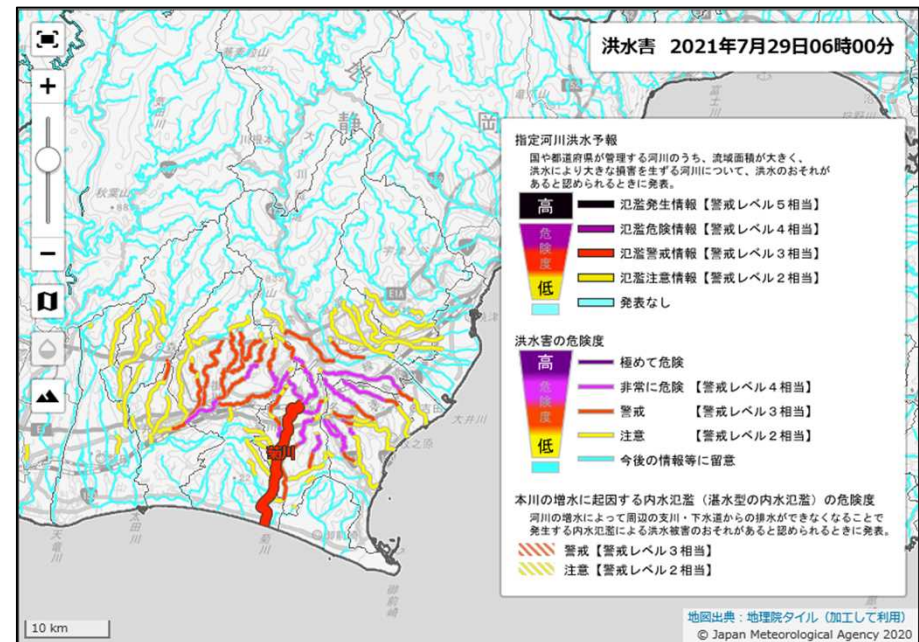 洪水害 2021年7月29日06時00分
指定河川洪水予報
国や都道府県が管理する河川のうち、流域面積が大きく、
洪水により大きな損害を生ずる河川について、洪水のおそれが
あると認められるときに発表。
高
危険度
低
氾濫発生情報【警戒レベル5相当】
氾濫危険情報【警戒レベル4相当】
氾濫警戒情報【警戒レベル3相当】
氾濫注意情報【警戒レベル2相当】
発表なし
洪水害の危険度
高
危険度
低
極めて危険
非常に危険 【警戒レベル4相当】
警戒 【警戒レベル3相当】
注意 【警戒レベル2相当】
今後の情報等に留意
本川の増水に起因する内水氾濫（湛水型の内水氾濫）の危険度
河川の増水によって周辺の支川・下水道からの排水ができなくなることで
発生する内水氾濫による洪水被害のおそれがあると認められるときに発表。
警戒【警戒レベル3相当】
注意【警戒レベル2相当】
+
−
静
岡
秋葉山
菊川
大井川
天竜川
太田川
菊川
御前崎
10 km
地図出典：地理院タイル（加工して利用）
© Japan Meteorological Agency 2020